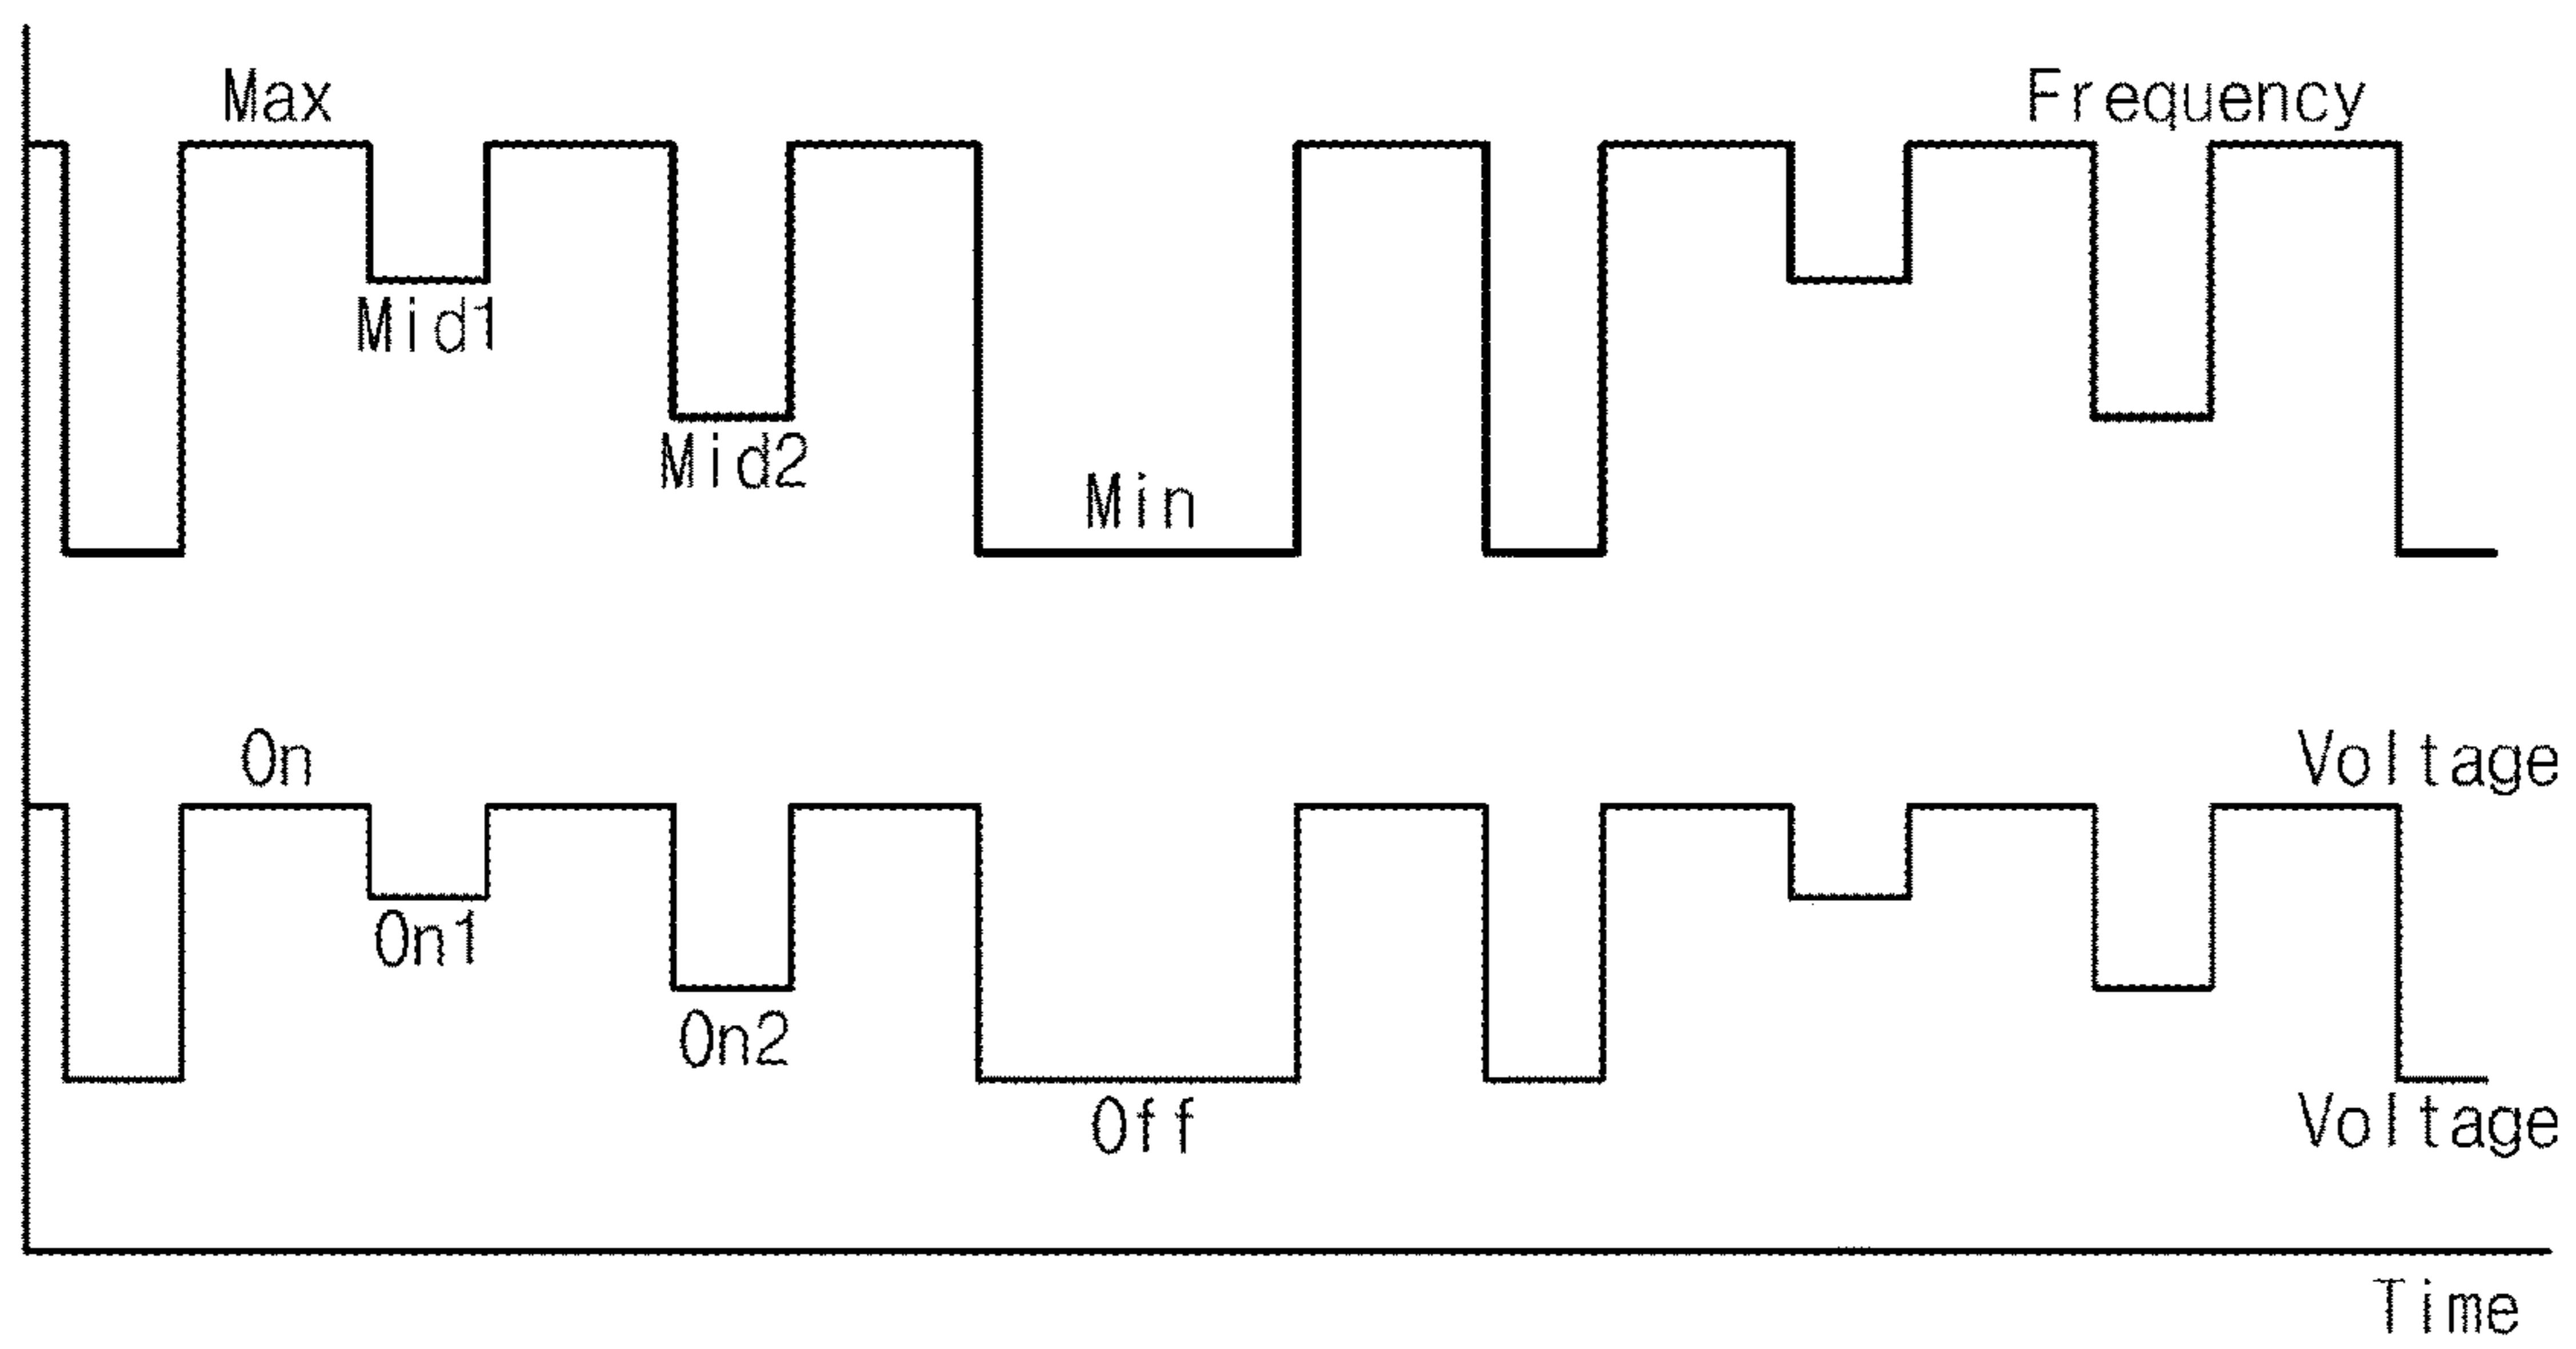 Max
Frequency
Mid1
Mid2
Min
On
Voltage
On1
On2
Off
Voltage
Time